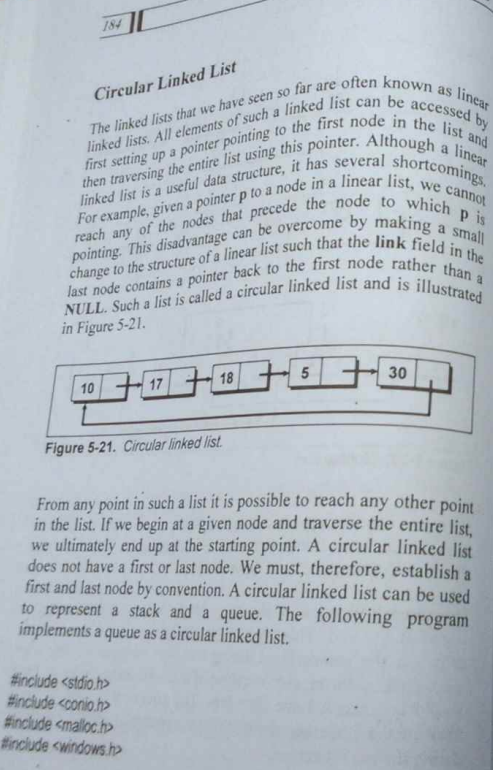 184
Circular Linked List
The linked lists that we have seen so far are often known as linear
linked lists. All elements of such a linked list can be accessed by
first setting up a pointer pointing to the first node in the list and
then traversing the entire list using this pointer. Although a linear
linked list is a useful data structure, it has several shortcomings.
For example, given a pointer p to a node in a linear list, we cannot
reach any of the nodes that precede the node to which p is
pointing. This disadvantage can be overcome by making a small
change to the structure of a linear list such that the link field in the
last node contains a pointer back to the first node rather than a
NULL. Such a list is called a circular linked list and is illustrated
in Figure 5-21.
10 17 18 5 30
Figure 5-21. Circular linked list.
From any point in such a list it is possible to reach any other point
in the list. If we begin at a given node and traverse the entire list,
we ultimately end up at the starting point. A circular linked list
does not have a first or last node. We must, therefore, establish a
first and last node by convention. A circular linked list can be used
to represent a stack and a queue. The following program
implements a queue as a circular linked list.
#include <stdio.h>
#include <conio.h>
#include <malloc.h>
#include <windows.h>